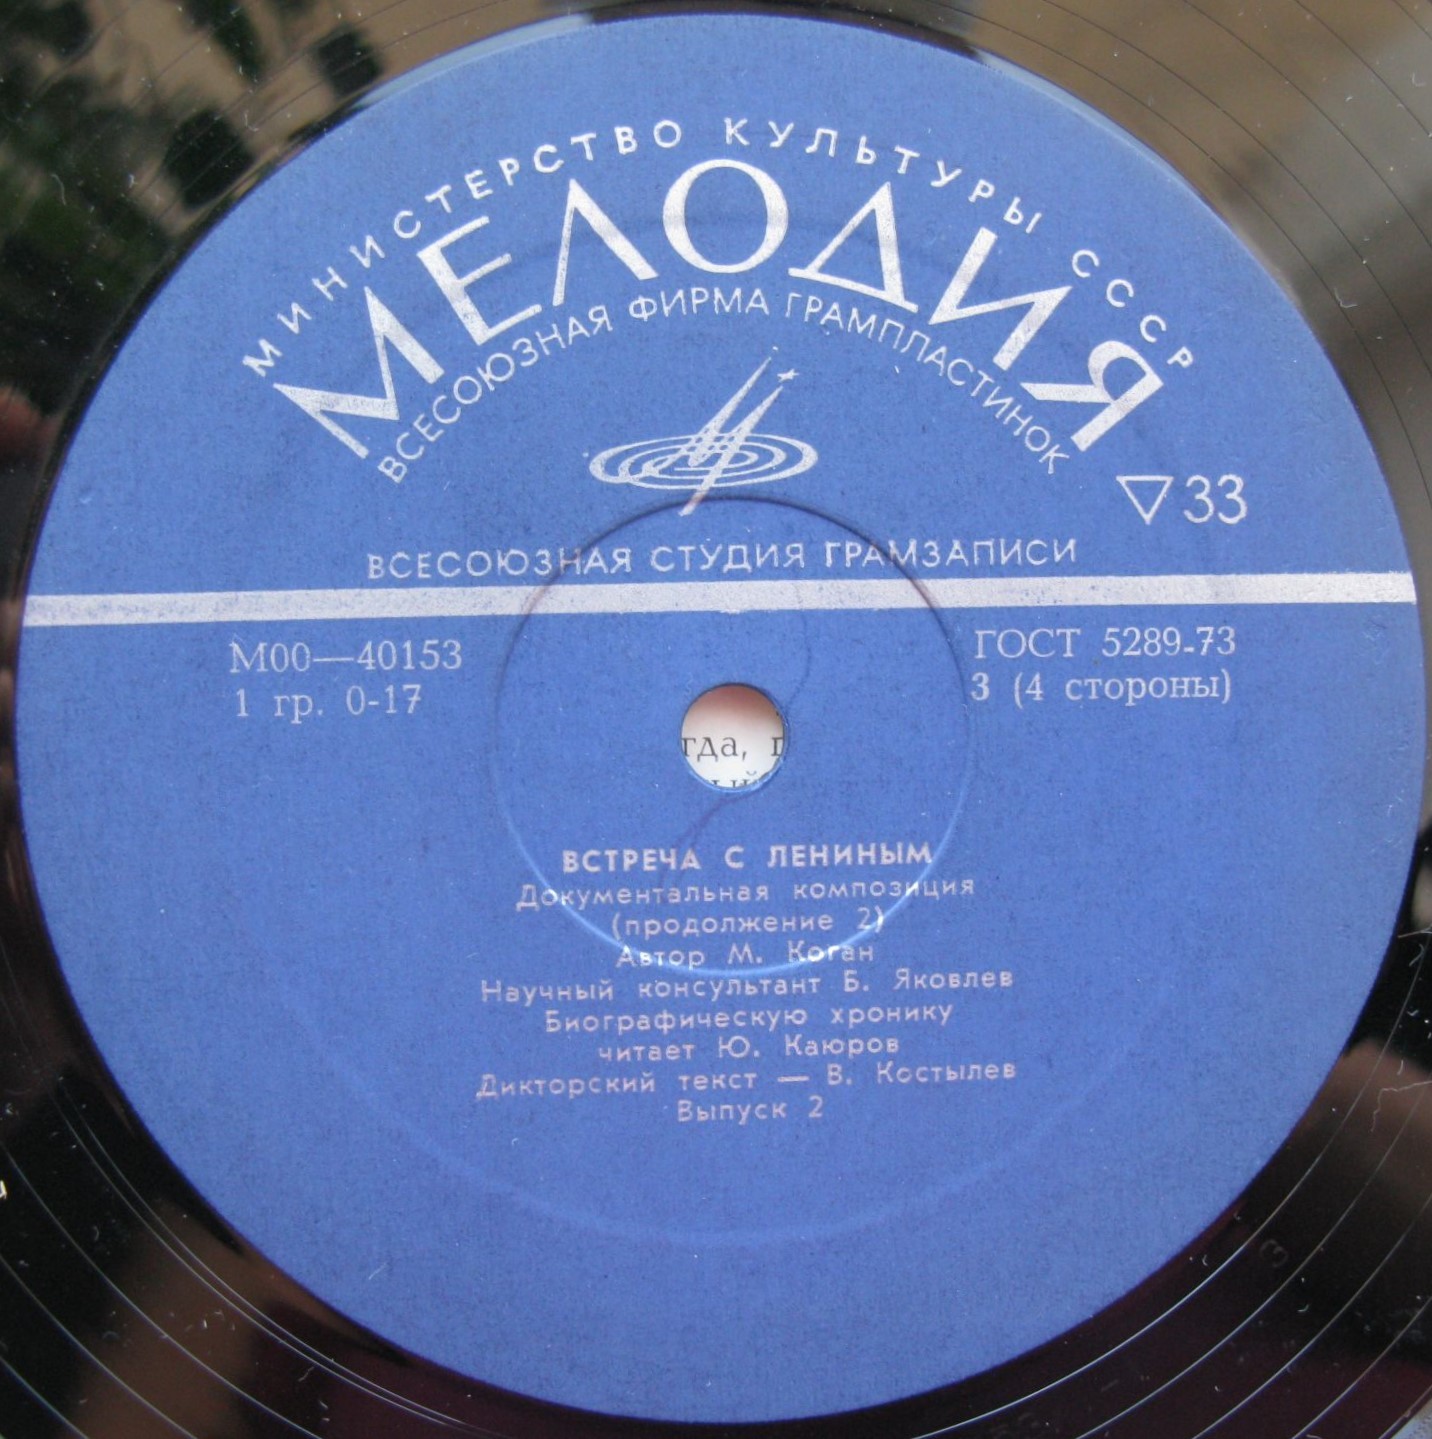 МИНИСТЕРСТВО КУЛЬТУРЫ СССР
МЕЛОДИЯ
ВСЕСОЮЗНАЯ ФИРМА ГРАМПЛАСТИНОК
33
ВСЕСОЮЗНАЯ СТУДИЯ ГРАМЗАПИСИ
М00—40153
1 гр. 0-17
ГОСТ 5289-73
3 (4 стороны)
гда,
ВСТРЕЧА С ЛЕНИНЫМ
Документальная композиция
(продолжение 2)
Автор М. Коган
Научный консультант Б. Яковлев
Биографическую хронику
читает Ю. Каюров
Дикторский текст — В. Костылев
Выпуск 2